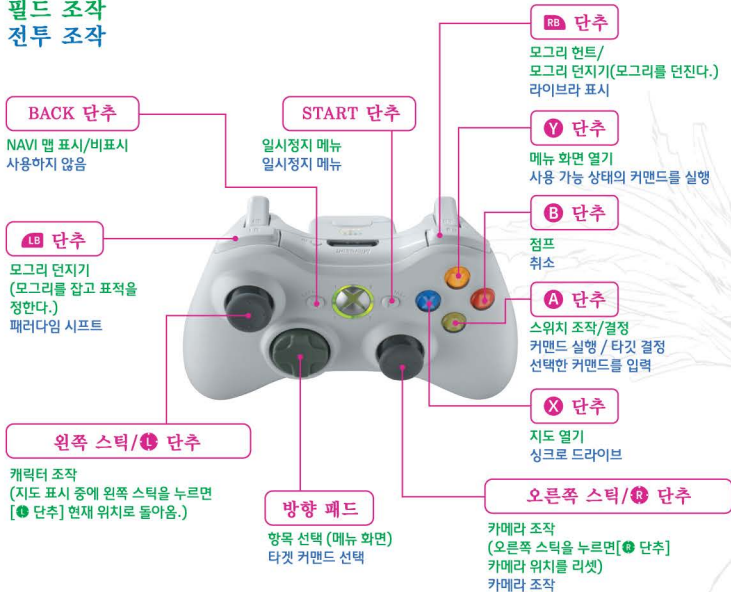 필드 조작
전투 조작
RB 단추
모그리 헌트/
모그리 던지기(모그리를 던진다.)
라이브라 표시
BACK 단추
NAVI 맵 표시/비표시
사용하지 않음
START 단추
일시정지 메뉴
일시정지 메뉴
Y 단추
메뉴 화면 열기
사용 가능 상태의 커맨드를 실행
B 단추
점프
취소
LB 단추
모그리 던지기
(모그리를 잡고 표적을
정한다.)
패러다임 시프트
A 단추
스위치 조작/결정
커맨드 실행 / 타깃 결정
선택한 커맨드를 입력
X 단추
지도 열기
싱크로 드라이브
왼쪽 스틱/L 단추
캐릭터 조작
(지도 표시 중에 왼쪽 스틱을 누르면
[L 단추] 현재 위치로 돌아옴.)
방향 패드
항목 선택 (메뉴 화면)
타겟 커맨드 선택
오른쪽 스틱/R 단추
카메라 조작
(오른쪽 스틱을 누르면[R 단추]
카메라 위치를 리셋)
카메라 조작